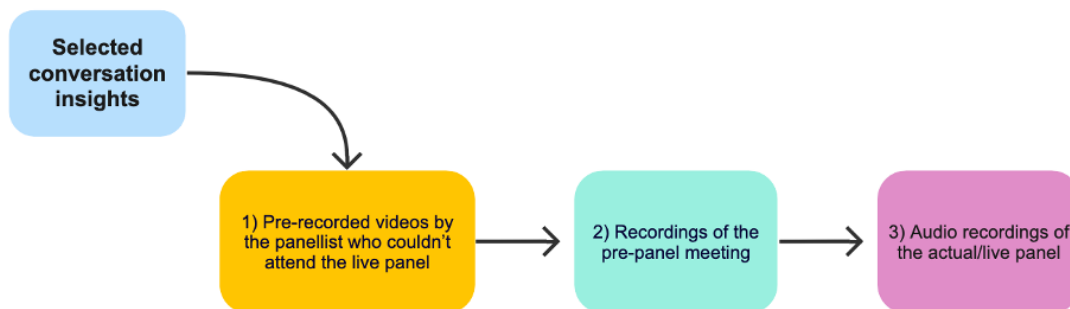 Selected
conversation
insights
1) Pre-recorded videos by
the panellist who couldn't
attend the live panel
2) Recordings of the
pre-panel meeting
3) Audio recordings of
the actual/live panel